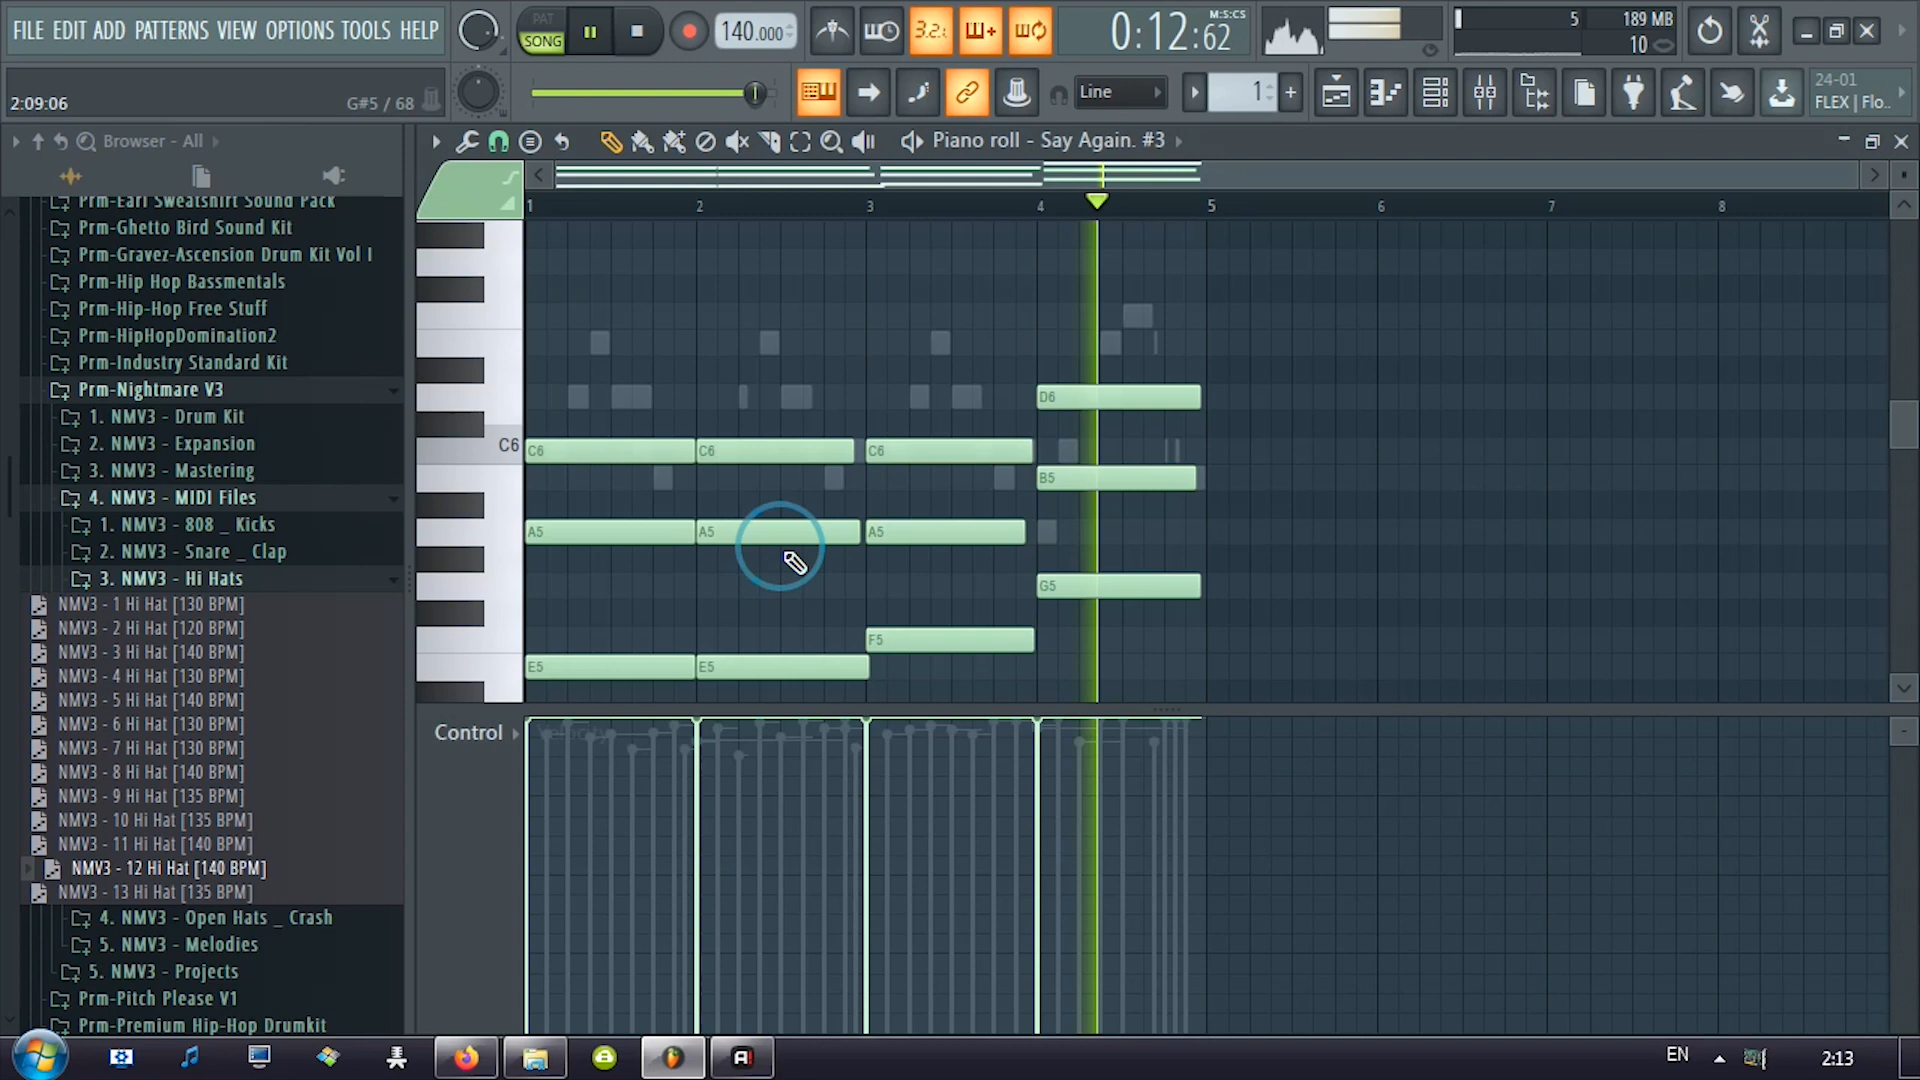 FILE EDIT ADD PATTERNS VIEW OPTIONS TOOLS HELP
PAT
SONG
140.000
3.2.
0:12:62
M:S:CS
5
189 MB
10
2:09:06
G#5 / 68
Line
1
24-01
FLEX | Flo..
Browser - All
Piano roll - Say Again. #3
1 2 3 4 5 6 7 8
Prm-Earl Sweatshirt Sound Pack
Prm-Ghetto Bird Sound Kit
Prm-Gravez-Ascension Drum Kit Vol I
Prm-Hip Hop Bassmentals
Prm-Hip-Hop Free Stuff
Prm-HipHopDomination2
Prm-Industry Standard Kit
Prm-Nightmare V3
1. NMV3 - Drum Kit
2. NMV3 - Expansion
3. NMV3 - Mastering
4. NMV3 - MIDI Files
1. NMV3 - 808 _ Kicks
2. NMV3 - Snare _ Clap
3. NMV3 - Hi Hats
NMV3 - 1 Hi Hat [130 BPM]
NMV3 - 2 Hi Hat [120 BPM]
NMV3 - 3 Hi Hat [140 BPM]
NMV3 - 4 Hi Hat [130 BPM]
NMV3 - 5 Hi Hat [140 BPM]
NMV3 - 6 Hi Hat [130 BPM]
NMV3 - 7 Hi Hat [130 BPM]
NMV3 - 8 Hi Hat [140 BPM]
NMV3 - 9 Hi Hat [135 BPM]
NMV3 - 10 Hi Hat [135 BPM]
NMV3 - 11 Hi Hat [140 BPM]
NMV3 - 12 Hi Hat [140 BPM]
NMV3 - 13 Hi Hat [135 BPM]
4. NMV3 - Open Hats _ Crash
5. NMV3 - Melodies
5. NMV3 - Projects
Prm-Pitch Please V1
Prm-Premium Hip-Hop Drumkit
D6
C6
C6 C6 C6
B5
A5 A5 A5
G5
F5
E5 E5
Control
Velocity
EN
2:13